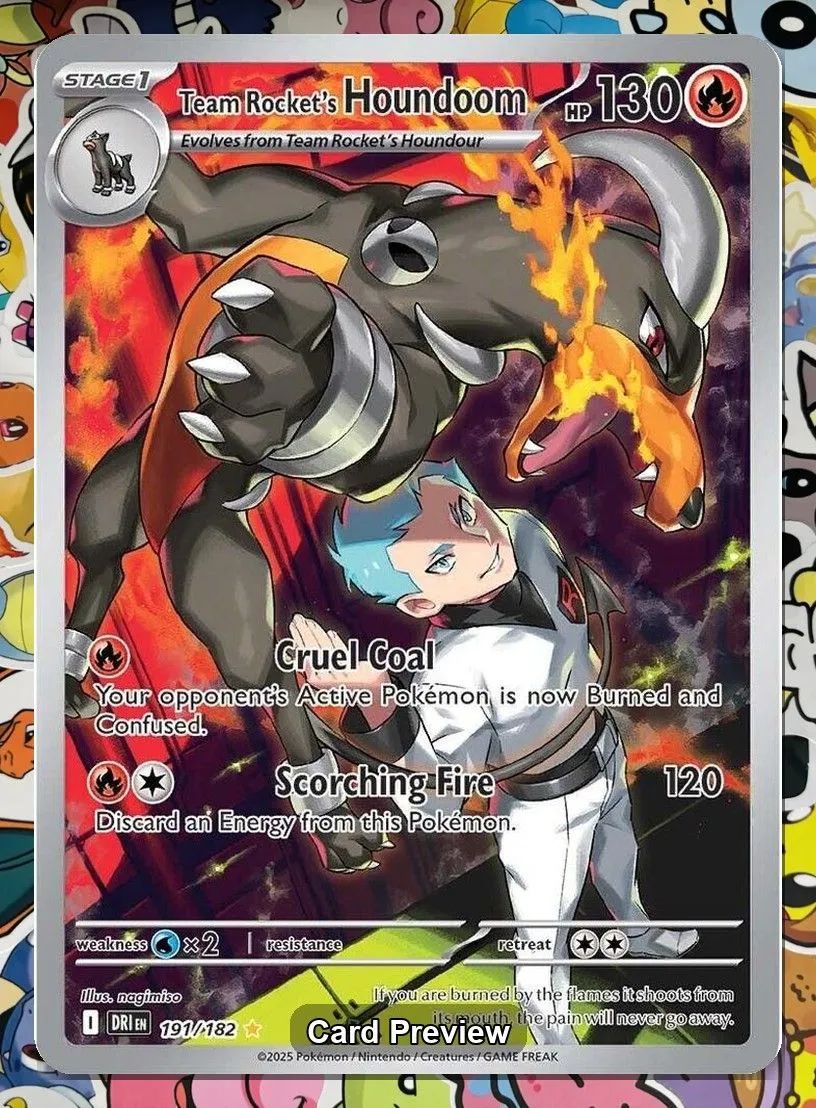 STAGE 1
Team Rocket's Houndoom HP 130
Evolves from Team Rocket's Houndour
Cruel Coal
Your opponent's Active Pokémon is now Burned and
Confused.
Scorching Fire 120
Discard an Energy from this Pokémon.
weakness ×2 resistance retreat
Illus. nagimiso
If you are burned by the flames it shoots from
its mouth, the pain will never go away.
I DRI EN 191/182
Card Preview
©2025 Pokémon / Nintendo / Creatures / GAME FREAK